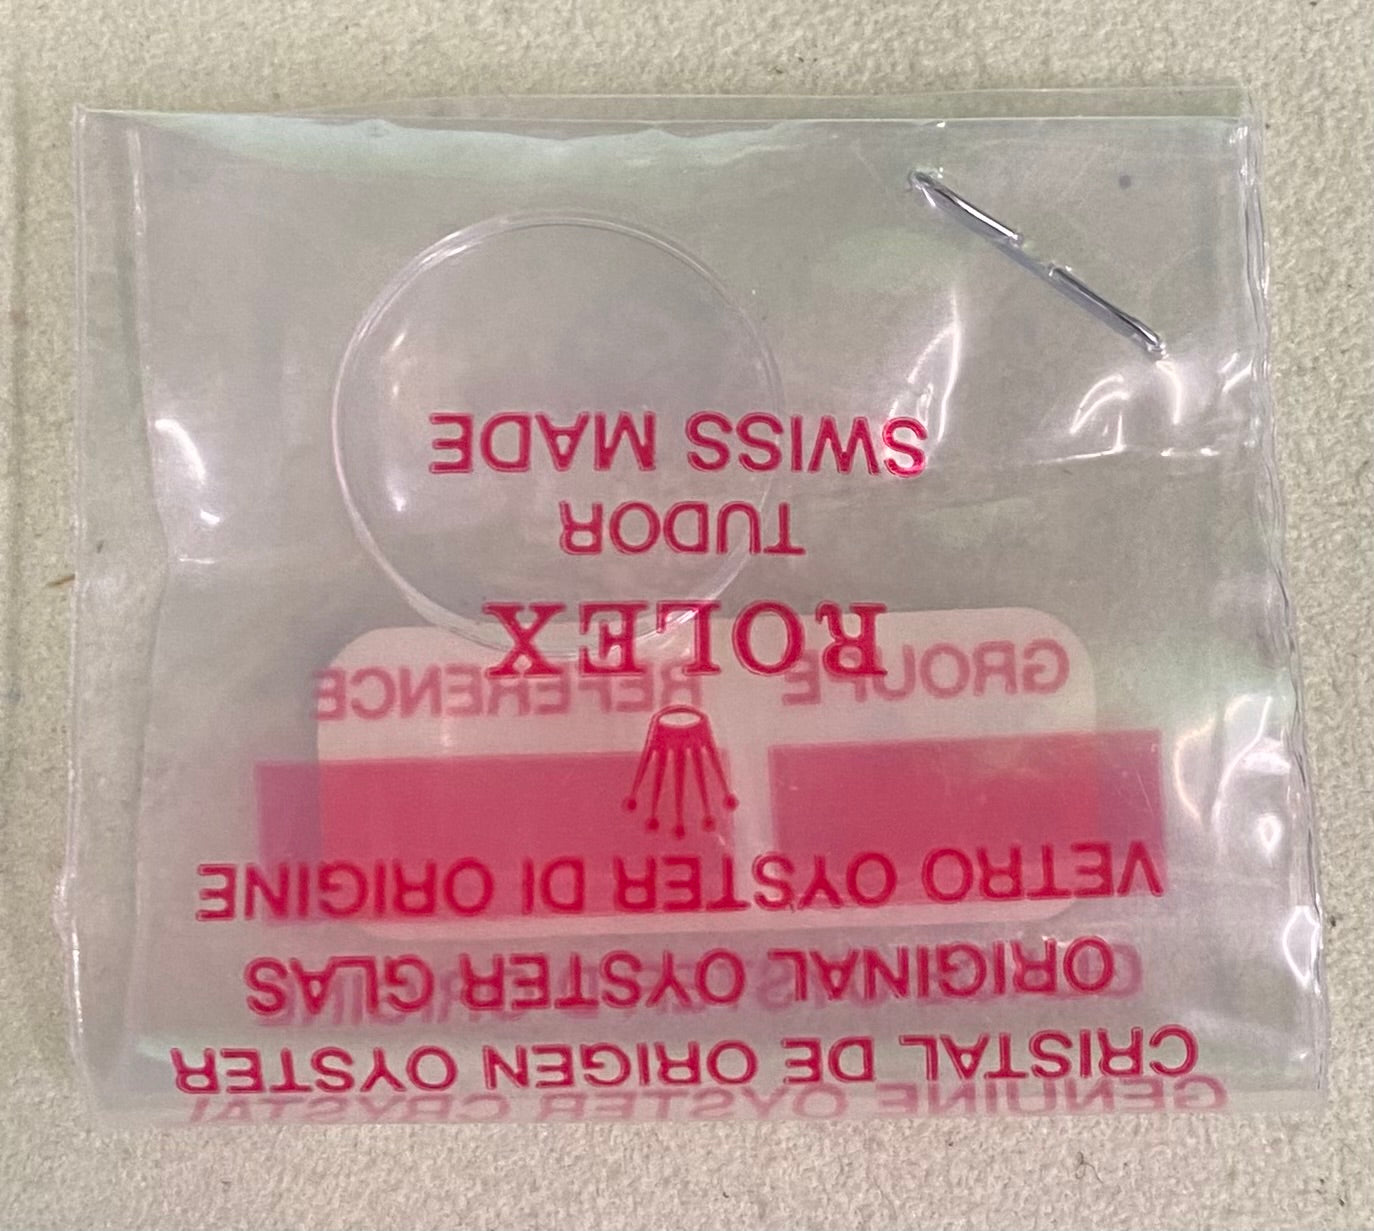 GENUINE OYSTER CRYSTAL
CRISTAL DE ORIGEN OYSTER
ORIGINAL OYSTER GLAS
VETRO OYSTER DI ORIGINE
GROUPE REFERENCE
ROLEX
TUDOR
SWISS MADE